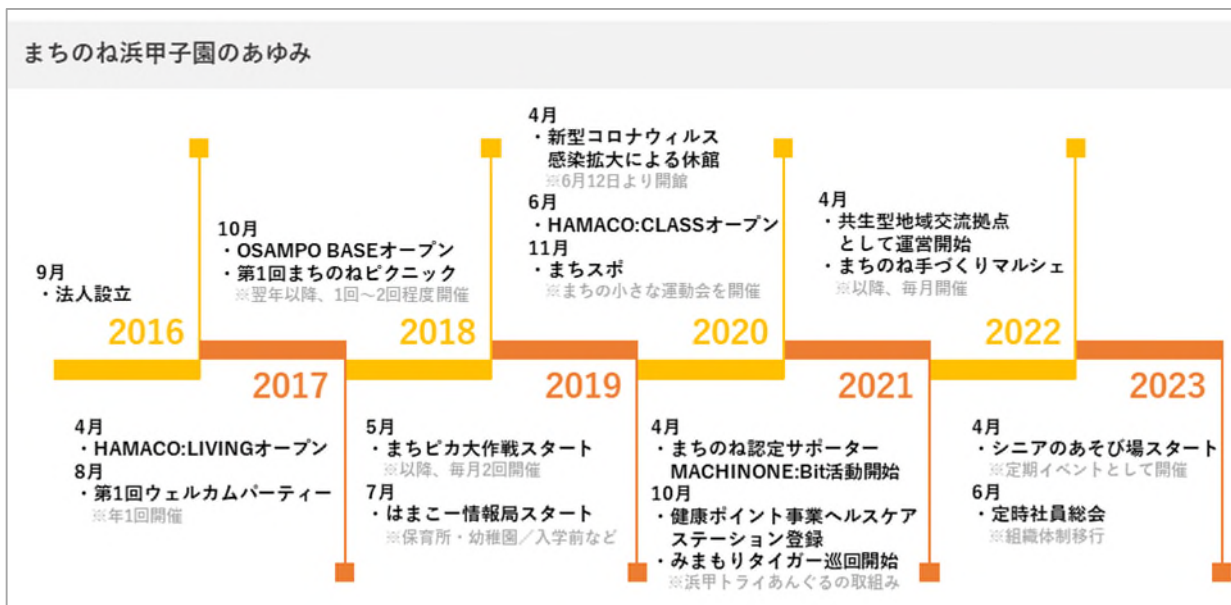 まちのね浜甲子園のあゆみ
9月
・法人設立
2016
4月
・HAMACO:LIVINGオープン
8月
・第1回ウェルカムパーティー
※年1回開催
2017
10月
・OSAMPO BASEオープン
・第1回まちのねピクニック
※翌年以降、1回～2回程度開催
2018
5月
・まちピカ大作戦スタート
※以降、毎月2回開催
7月
・はまこー情報局スタート
※保育所・幼稚園／入学前など
2019
4月
・新型コロナウィルス
感染拡大による休館
※6月12日より開館
6月
・HAMACO:CLASSオープン
11月
・まちスポ
※まちの小さな運動会を開催
2020
4月
・まちのね認定サポーター
MACHINONE:Bit活動開始
10月
・健康ポイント事業ヘルスケア
ステーション登録
・みまもりタイガー巡回開始
※浜甲トライあんぐるの取組み
2021
4月
・共生型地域交流拠点
として運営開始
・まちのね手づくりマルシェ
※以降、毎月開催
2022
4月
・シニアのあそび場スタート
※定期イベントとして開催
6月
・定時社員総会
※組織体制移行
2023